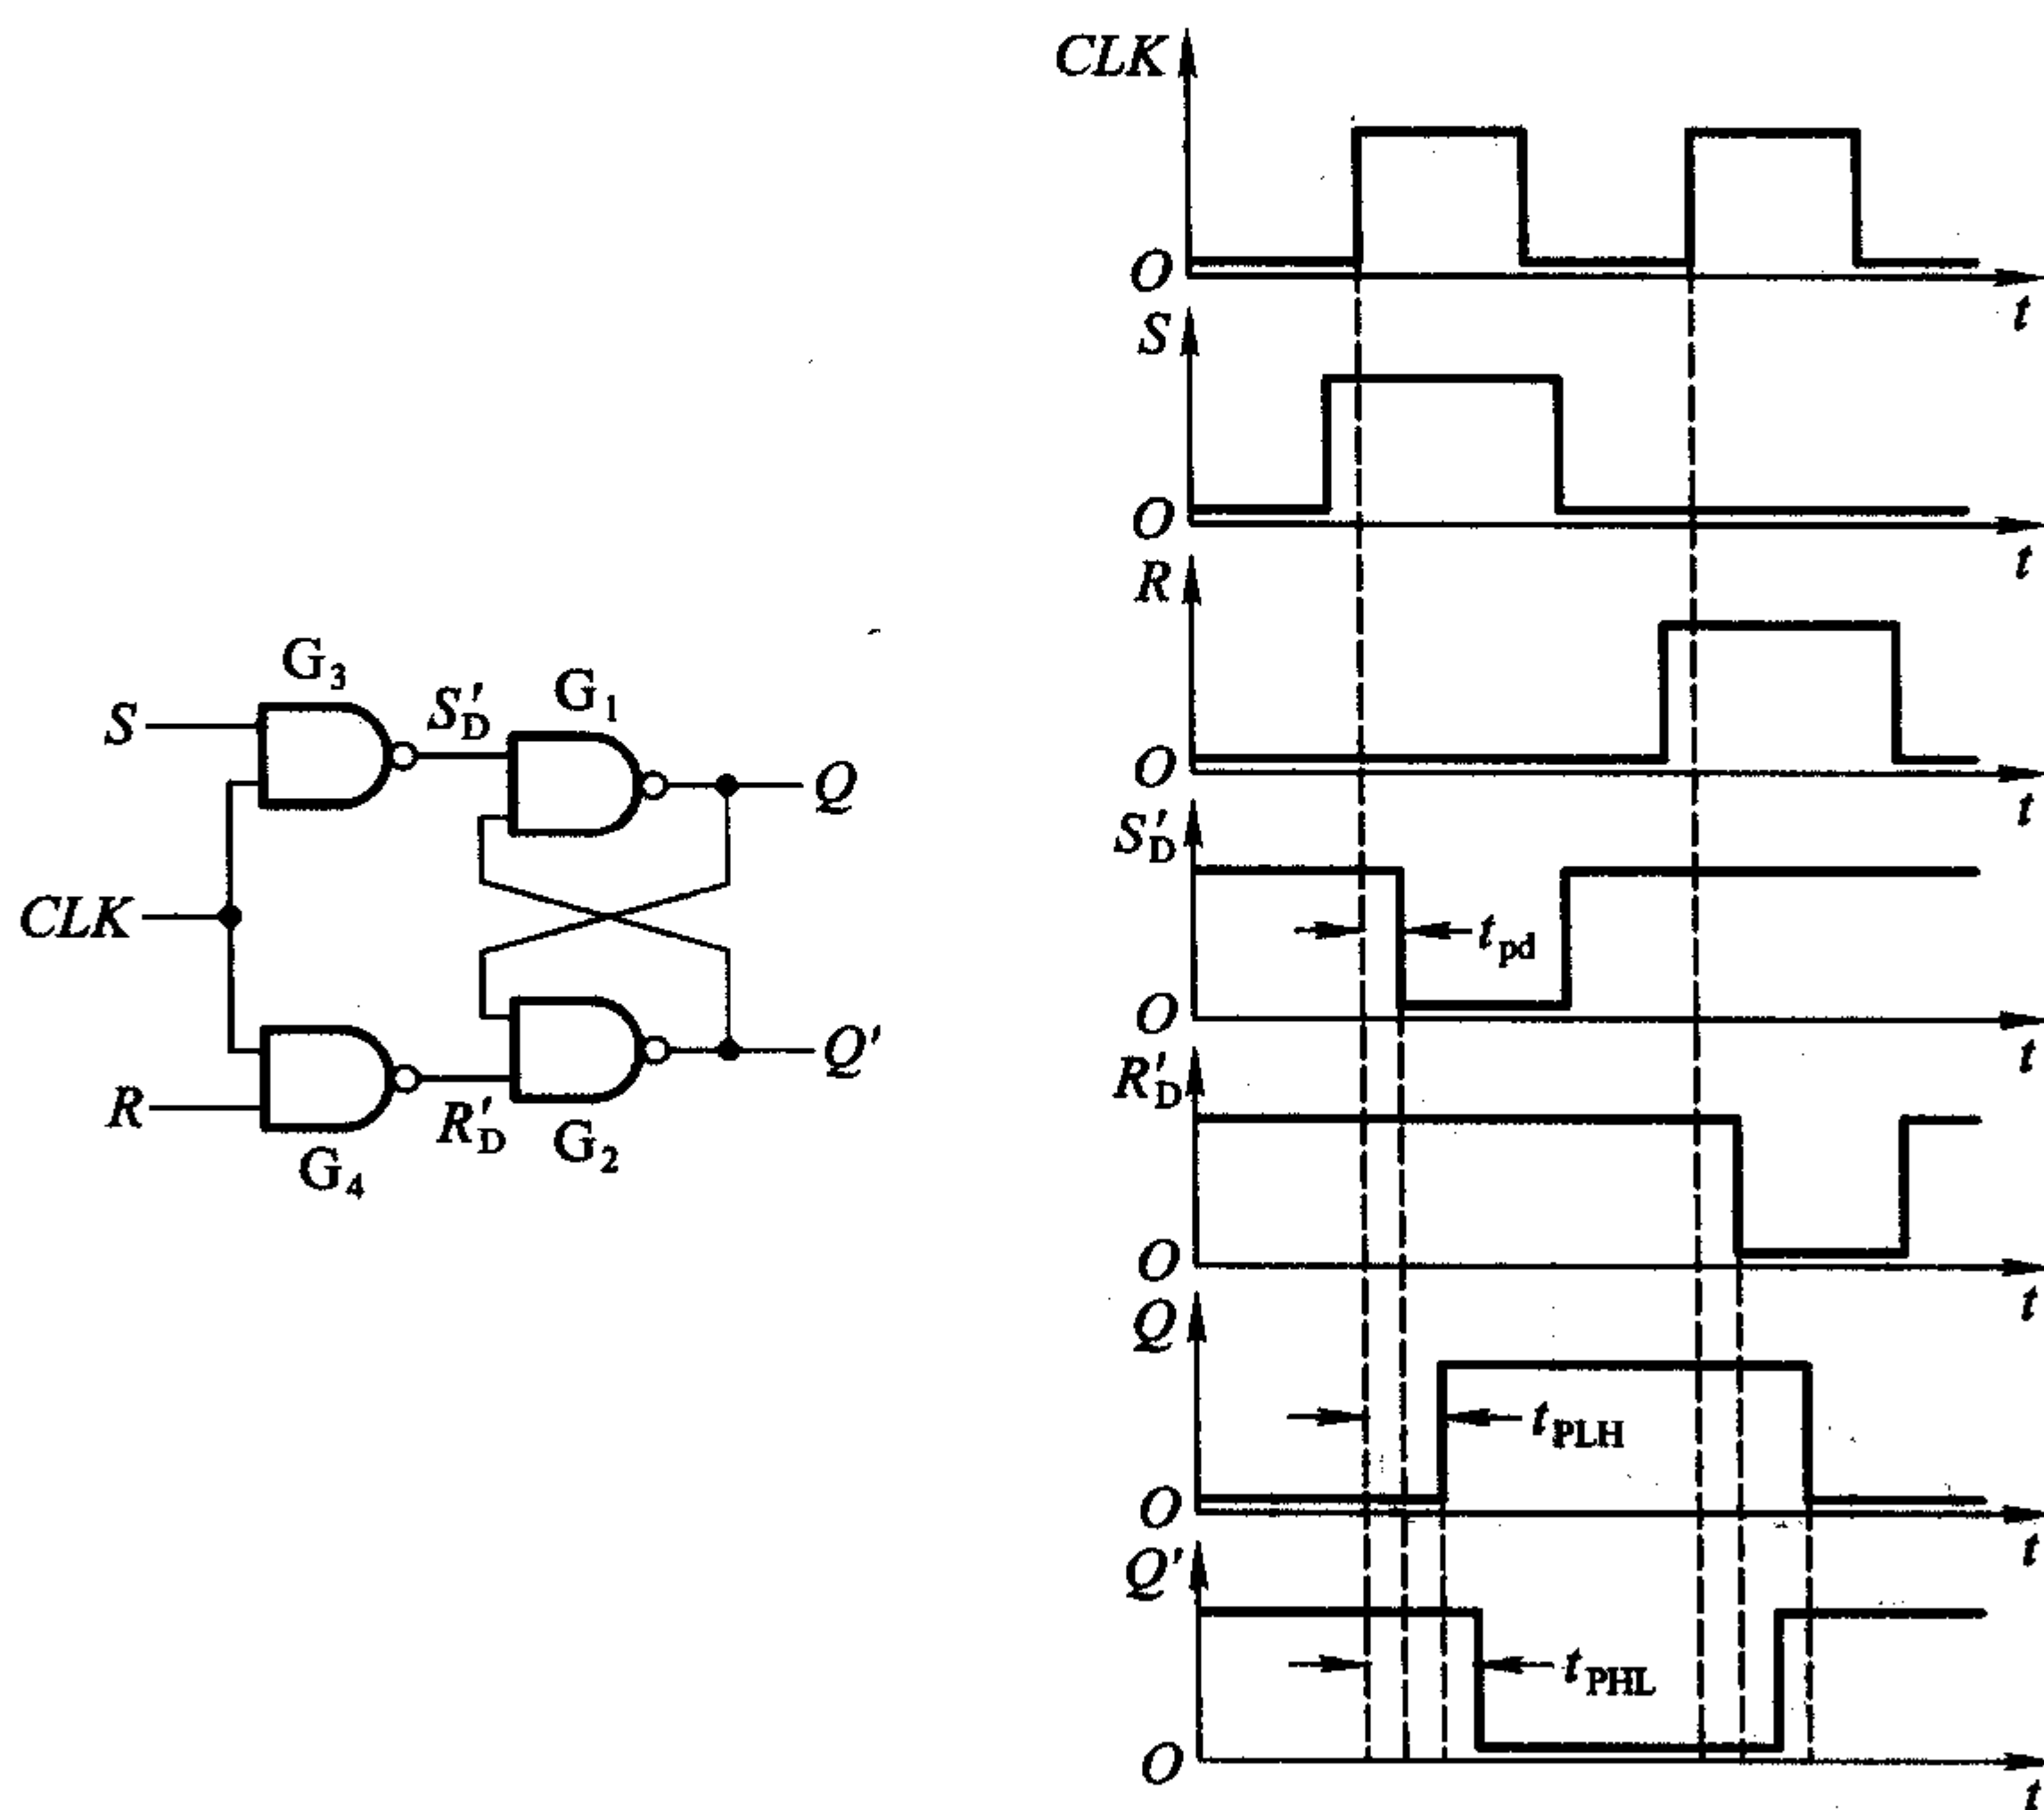 G₃
S
S′D
G₁
Q
CLK
Q′
R
R′D
G₂
G₄
CLK
O
t
S
O
t
R
O
t
S′D
tpd
O
t
R′D
O
t
Q
tPLH
O
t
Q′
tPHL
O
t